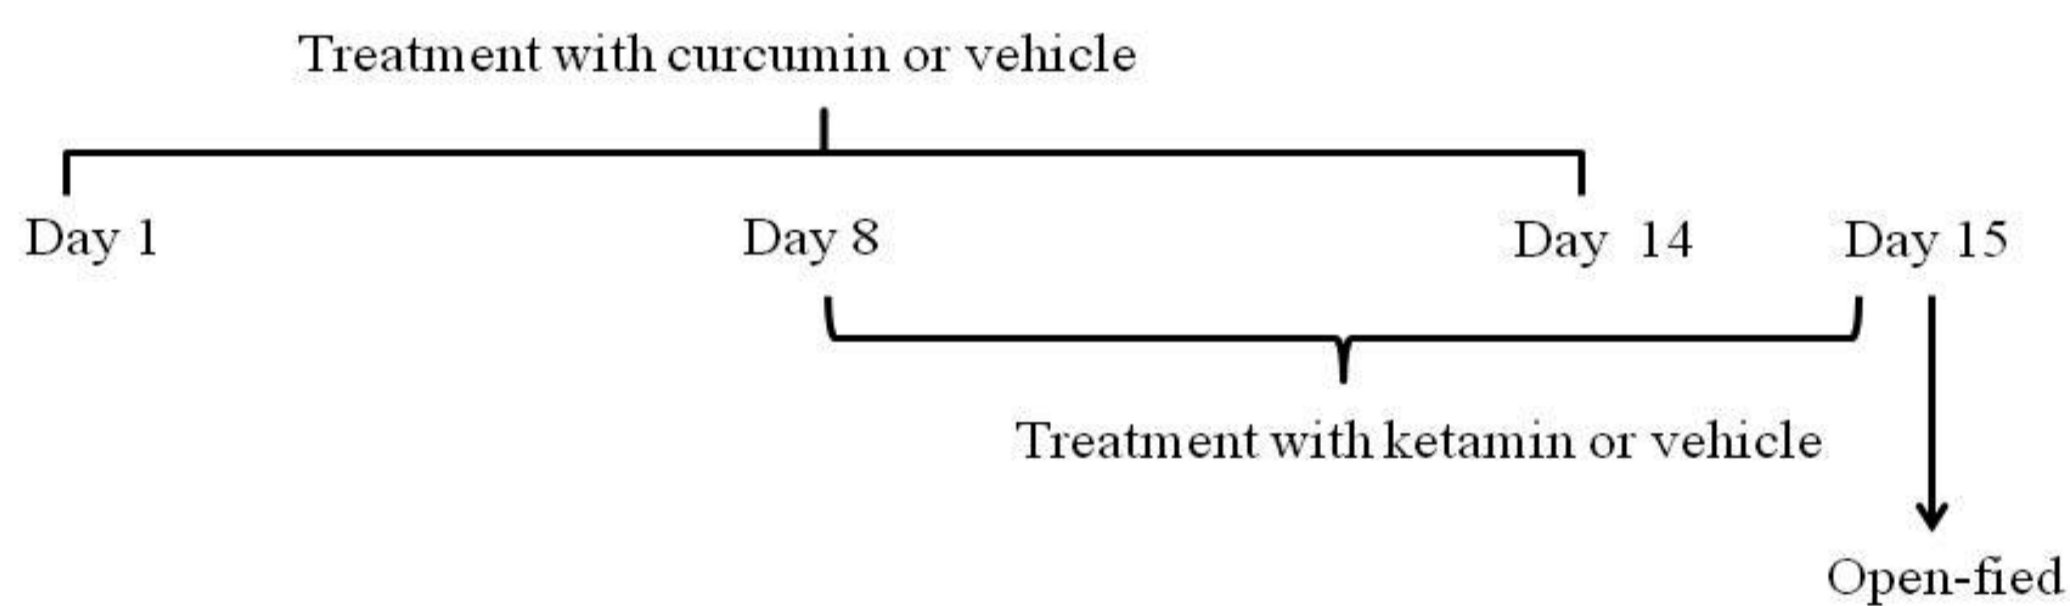 Treatment with curcumin or vehicle
Day 1 Day 8 Day 14 Day 15
Treatment with ketamin or vehicle
Open-fied